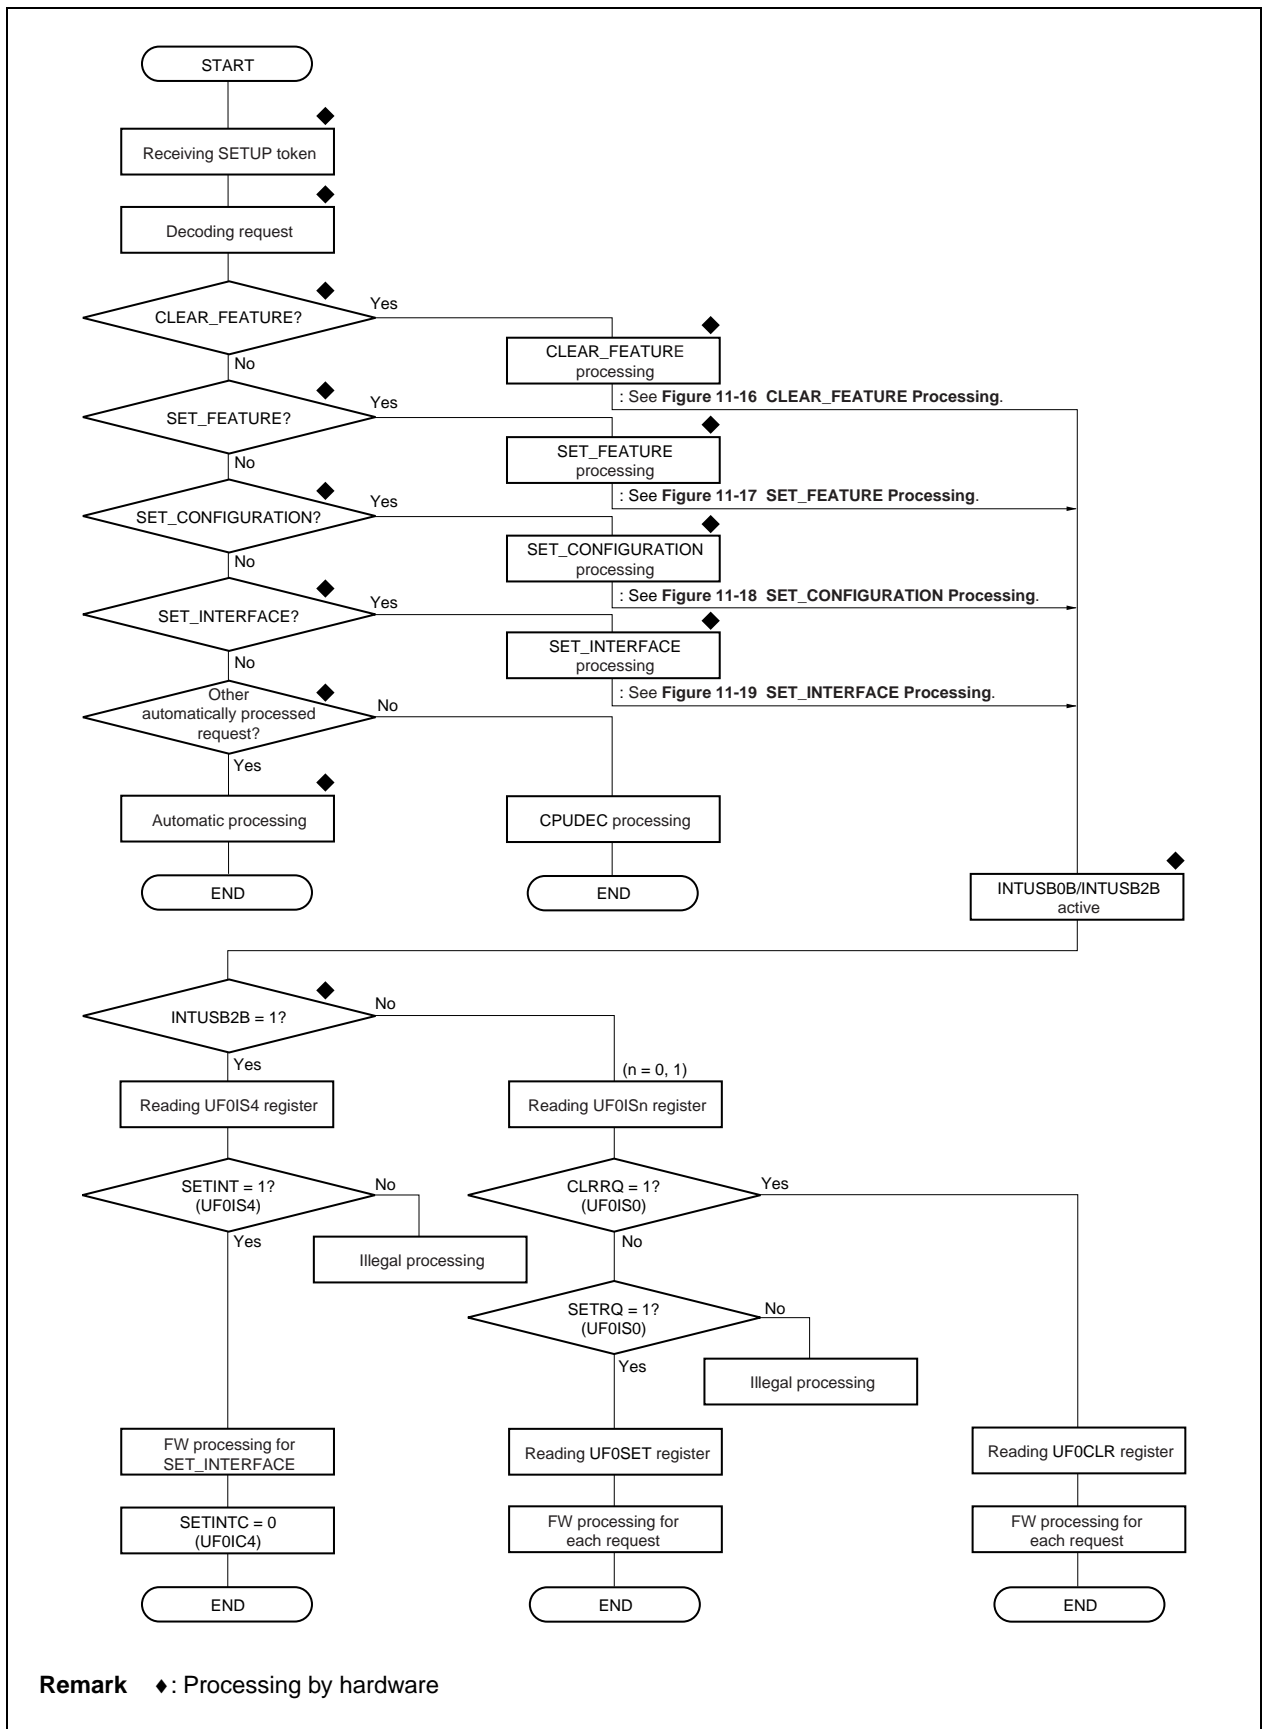 START
Receiving SETUP token
Decoding request
CLEAR_FEATURE?
Yes
No
CLEAR_FEATURE
processing
: See Figure 11-16 CLEAR_FEATURE Processing.
SET_FEATURE?
Yes
No
SET_FEATURE
processing
: See Figure 11-17 SET_FEATURE Processing.
SET_CONFIGURATION?
Yes
No
SET_CONFIGURATION
processing
: See Figure 11-18 SET_CONFIGURATION Processing.
SET_INTERFACE?
Yes
No
SET_INTERFACE
processing
: See Figure 11-19 SET_INTERFACE Processing.
Other
automatically processed
request?
No
Yes
Automatic processing
CPUDEC processing
END
END
INTUSB0B/INTUSB2B
active
INTUSB2B = 1?
No
Yes
(n = 0, 1)
Reading UF0IS4 register
Reading UF0ISn register
SETINT = 1?
(UF0IS4)
No
Yes
Illegal processing
CLRRQ = 1?
(UF0IS0)
Yes
No
SETRQ = 1?
(UF0IS0)
No
Yes
Illegal processing
FW processing for
SET_INTERFACE
Reading UF0SET register
Reading UF0CLR register
SETINTC = 0
(UF0IC4)
FW processing for
each request
FW processing for
each request
END
END
END
Remark ♦: Processing by hardware